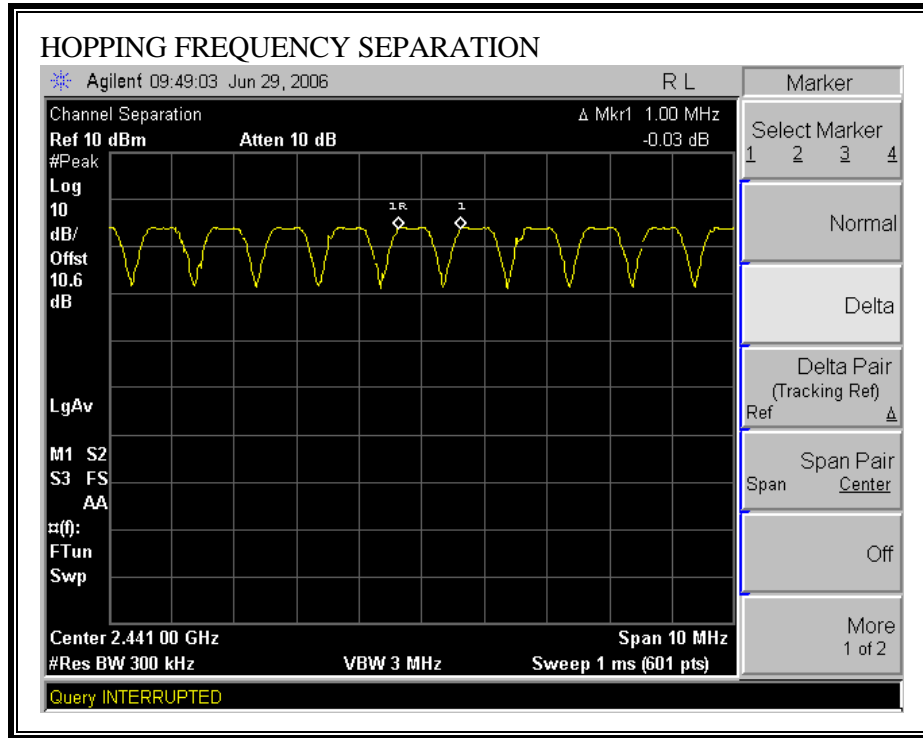 HOPPING FREQUENCY SEPARATION
Agilent 09:49:03 Jun 29, 2006 R L
Channel Separation Δ Mkr1 1.00 MHz
Ref 10 dBm Atten 10 dB -0.03 dB
#Peak
Log
10
dB/
Offst
10.6
dB
1R 1
LgAv
M1 S2
S3 FS
AA
¤(f):
FTun
Swp
Center 2.441 00 GHz Span 10 MHz
#Res BW 300 kHz VBW 3 MHz Sweep 1 ms (601 pts)
Query INTERRUPTED
Marker
Select Marker
1 2 3 4
Normal
Delta
Delta Pair
(Tracking Ref)
Ref Δ
Span Pair
Span Center
Off
More
1 of 2